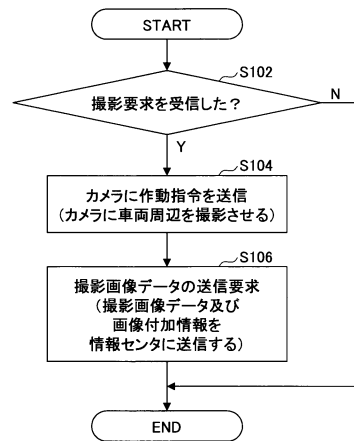 START
S102
撮影要求を受信した?
N
Y
S104
カメラに作動指令を送信
(カメラに車両周辺を撮影させる)
S106
撮影画像データの送信要求
(撮影画像データ及び
画像付加情報を
情報センタに送信する)
END